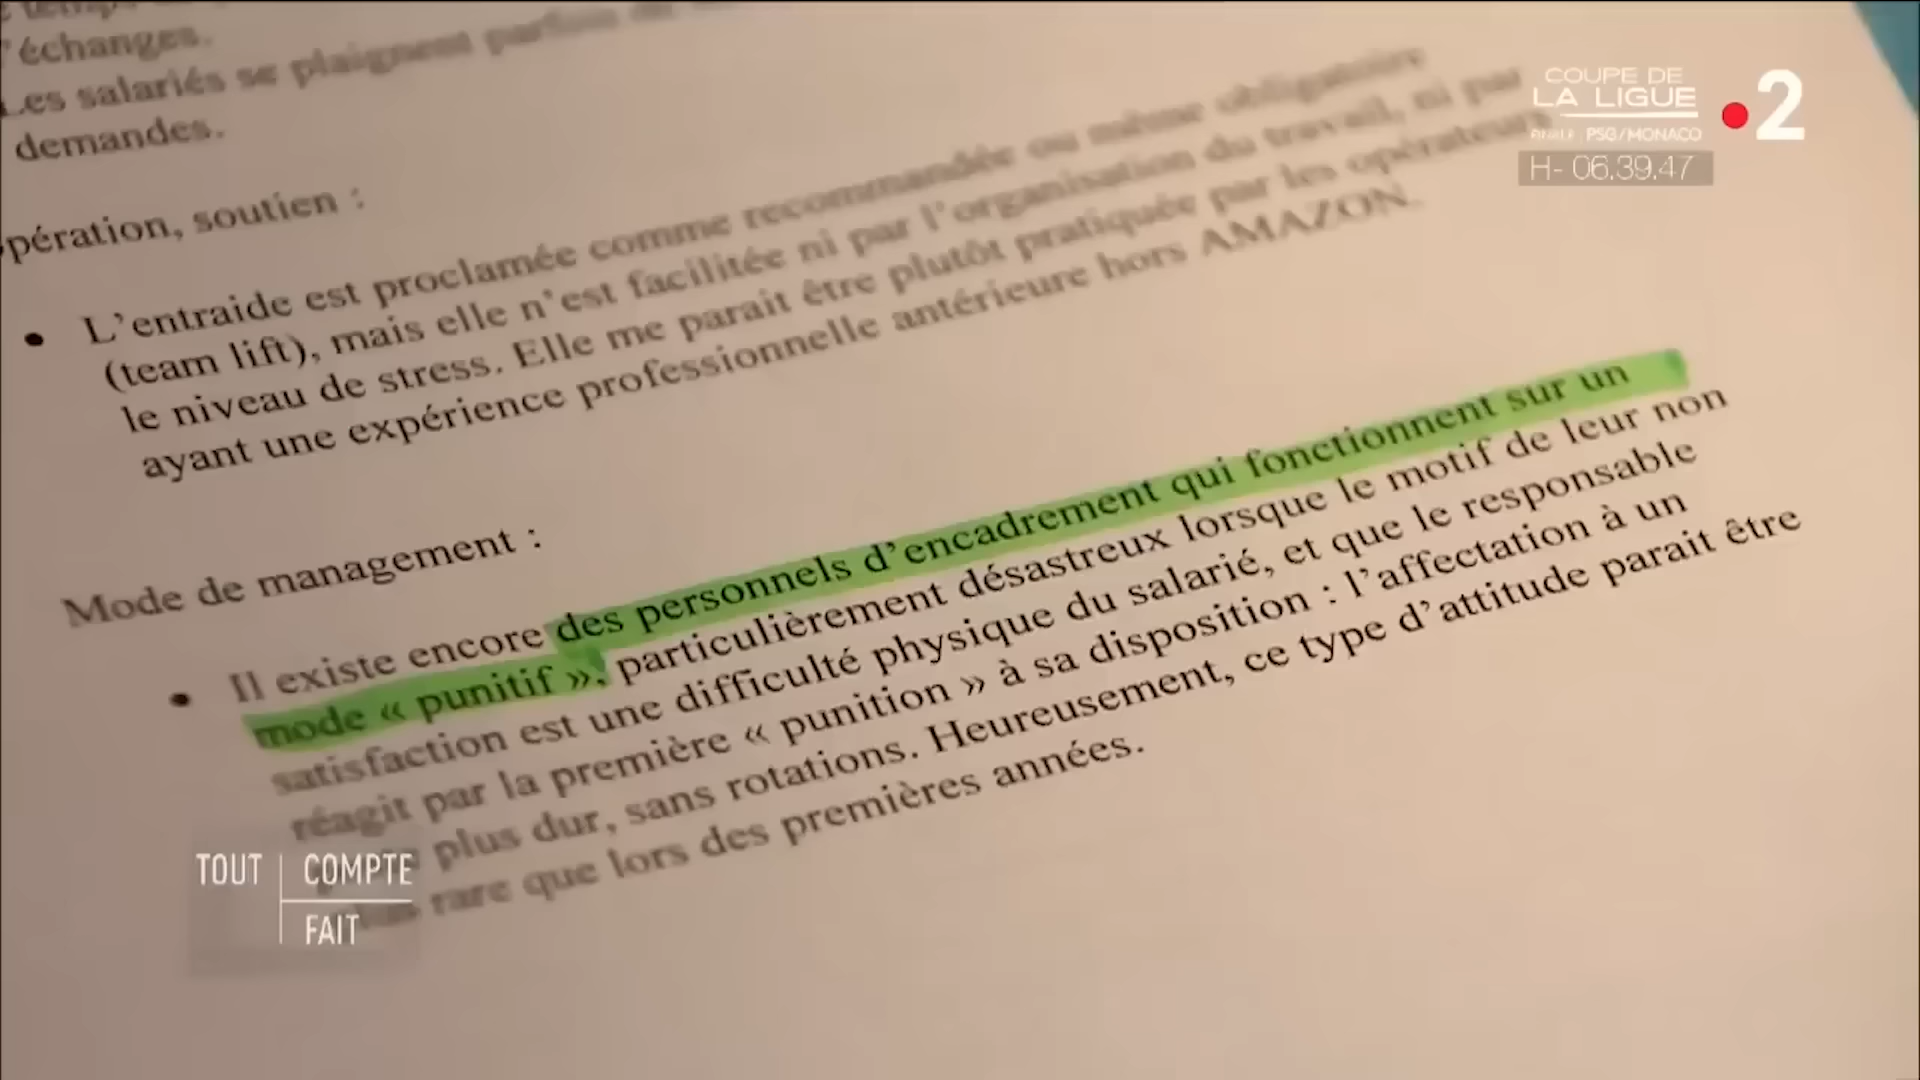 l'échanges.
Les salariés se plaignent parfois de
demandes.
pération, soutien :
• L'entraide est proclamée comme recommandée ou même obligatoire
(team lift), mais elle n'est facilitée ni par l'organisation du travail, ni par
le niveau de stress. Elle me parait être plutôt pratiquée par les opérateurs
ayant une expérience professionnelle antérieure hors AMAZON.
Mode de management :
• Il existe encore des personnels d'encadrement qui fonctionnent sur un
mode « punitif », particulièrement désastreux lorsque le motif de leur non
satisfaction est une difficulté physique du salarié, et que le responsable
réagit par la première « punition » à sa disposition : l'affectation à un
plus dur, sans rotations. Heureusement, ce type d'attitude parait être
plus rare que lors des premières années.
COUPE DE
LA LIGUE
PSG/MONACO
H- 06.39.47
2
TOUT COMPTE
FAIT